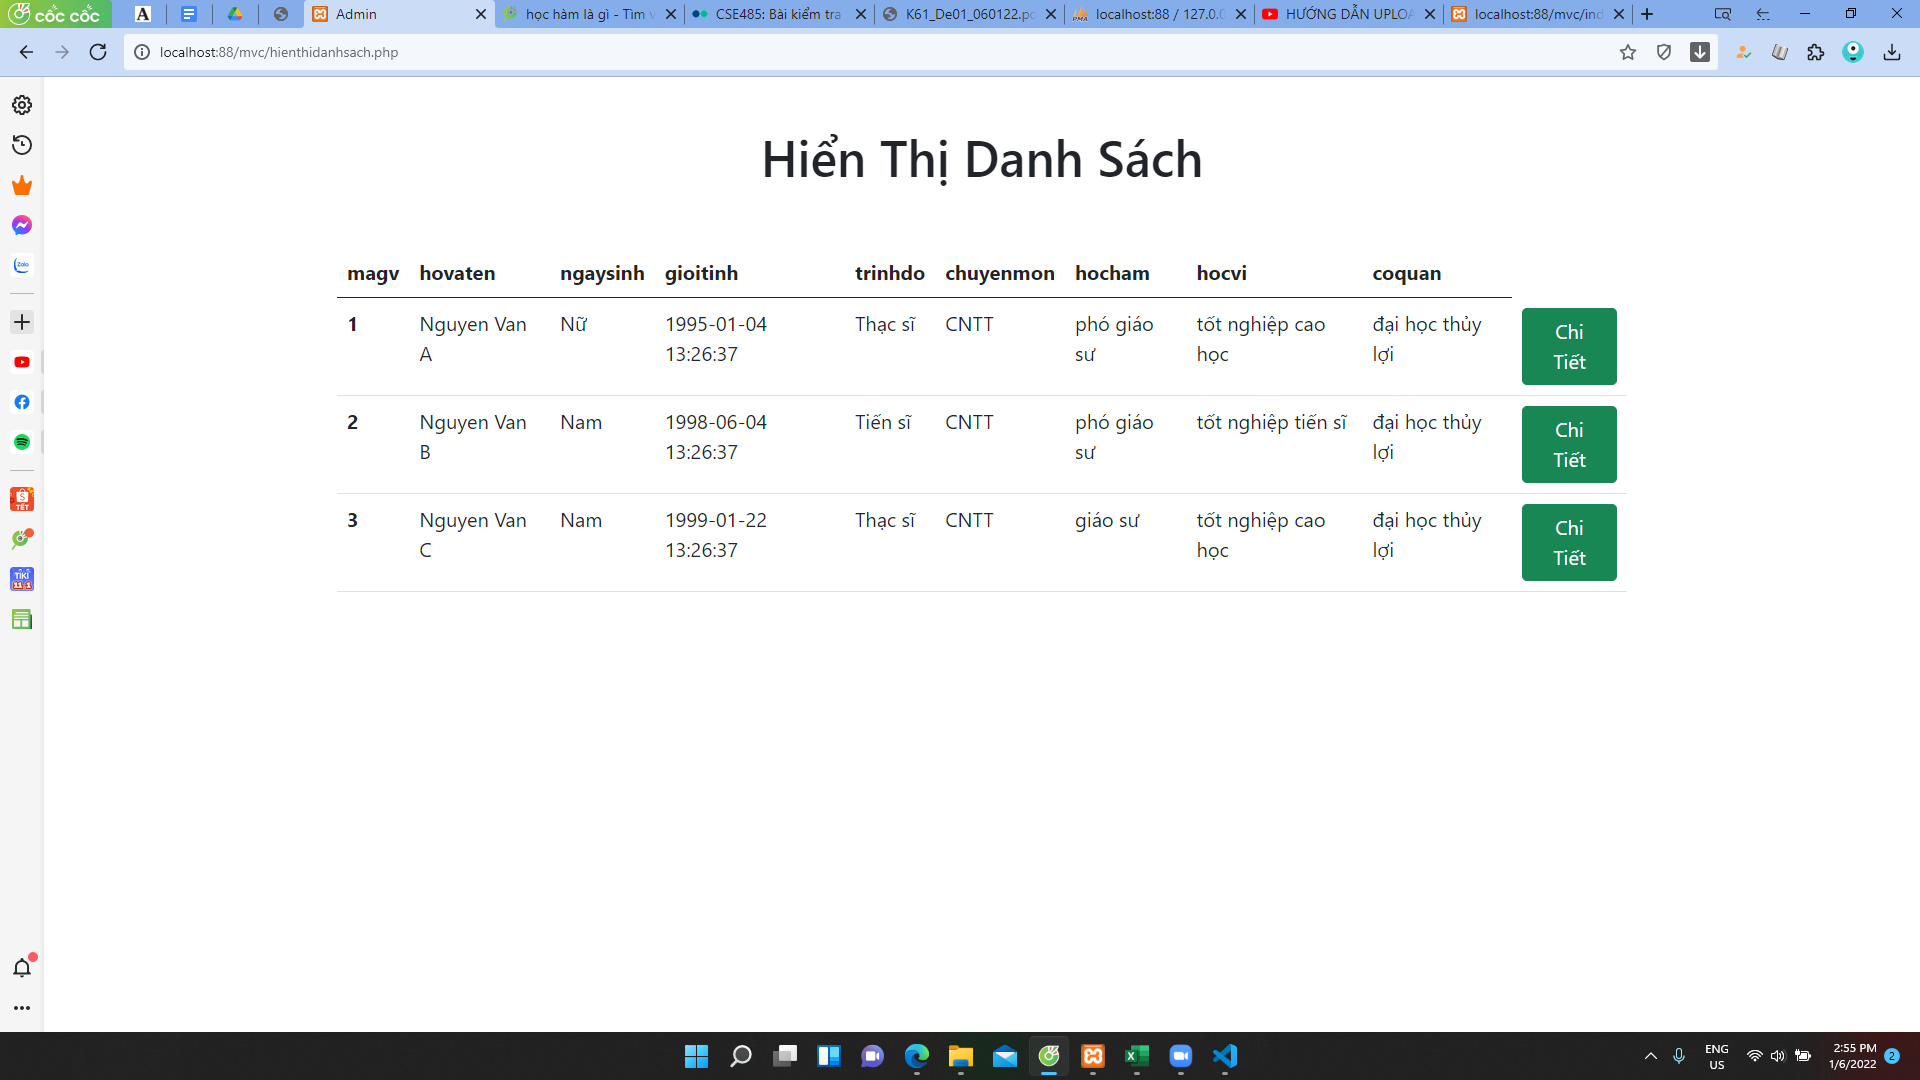 cốc cốc
Admin
học hàm là gì - Tìm
CSE485: Bài kiểm tra
K61_De01_060122
localhost:88 / 127.0.0
HƯỚNG DẪN UPLOA
localhost:88/mvc/ind
localhost:88/mvc/hienthidanhsach.php
Hiển Thị Danh Sách
magv hovaten ngaysinh gioitinh trinhdo chuyenmon hocham hocvi coquan
1 Nguyen Van Nữ 1995-01-04 Thạc sĩ CNTT phó giáo tốt nghiệp cao đại học thủy Chi
A 13:26:37 sư học lợi Tiết
2 Nguyen Van Nam 1998-06-04 Tiến sĩ CNTT phó giáo tốt nghiệp tiến sĩ đại học thủy Chi
B 13:26:37 sư lợi Tiết
3 Nguyen Van Nam 1999-01-22 Thạc sĩ CNTT giáo sư tốt nghiệp cao đại học thủy Chi
C 13:26:37 học lợi Tiết
Zalo
TẾT
TIKI
ENG
US
2:55 PM
1/6/2022
2